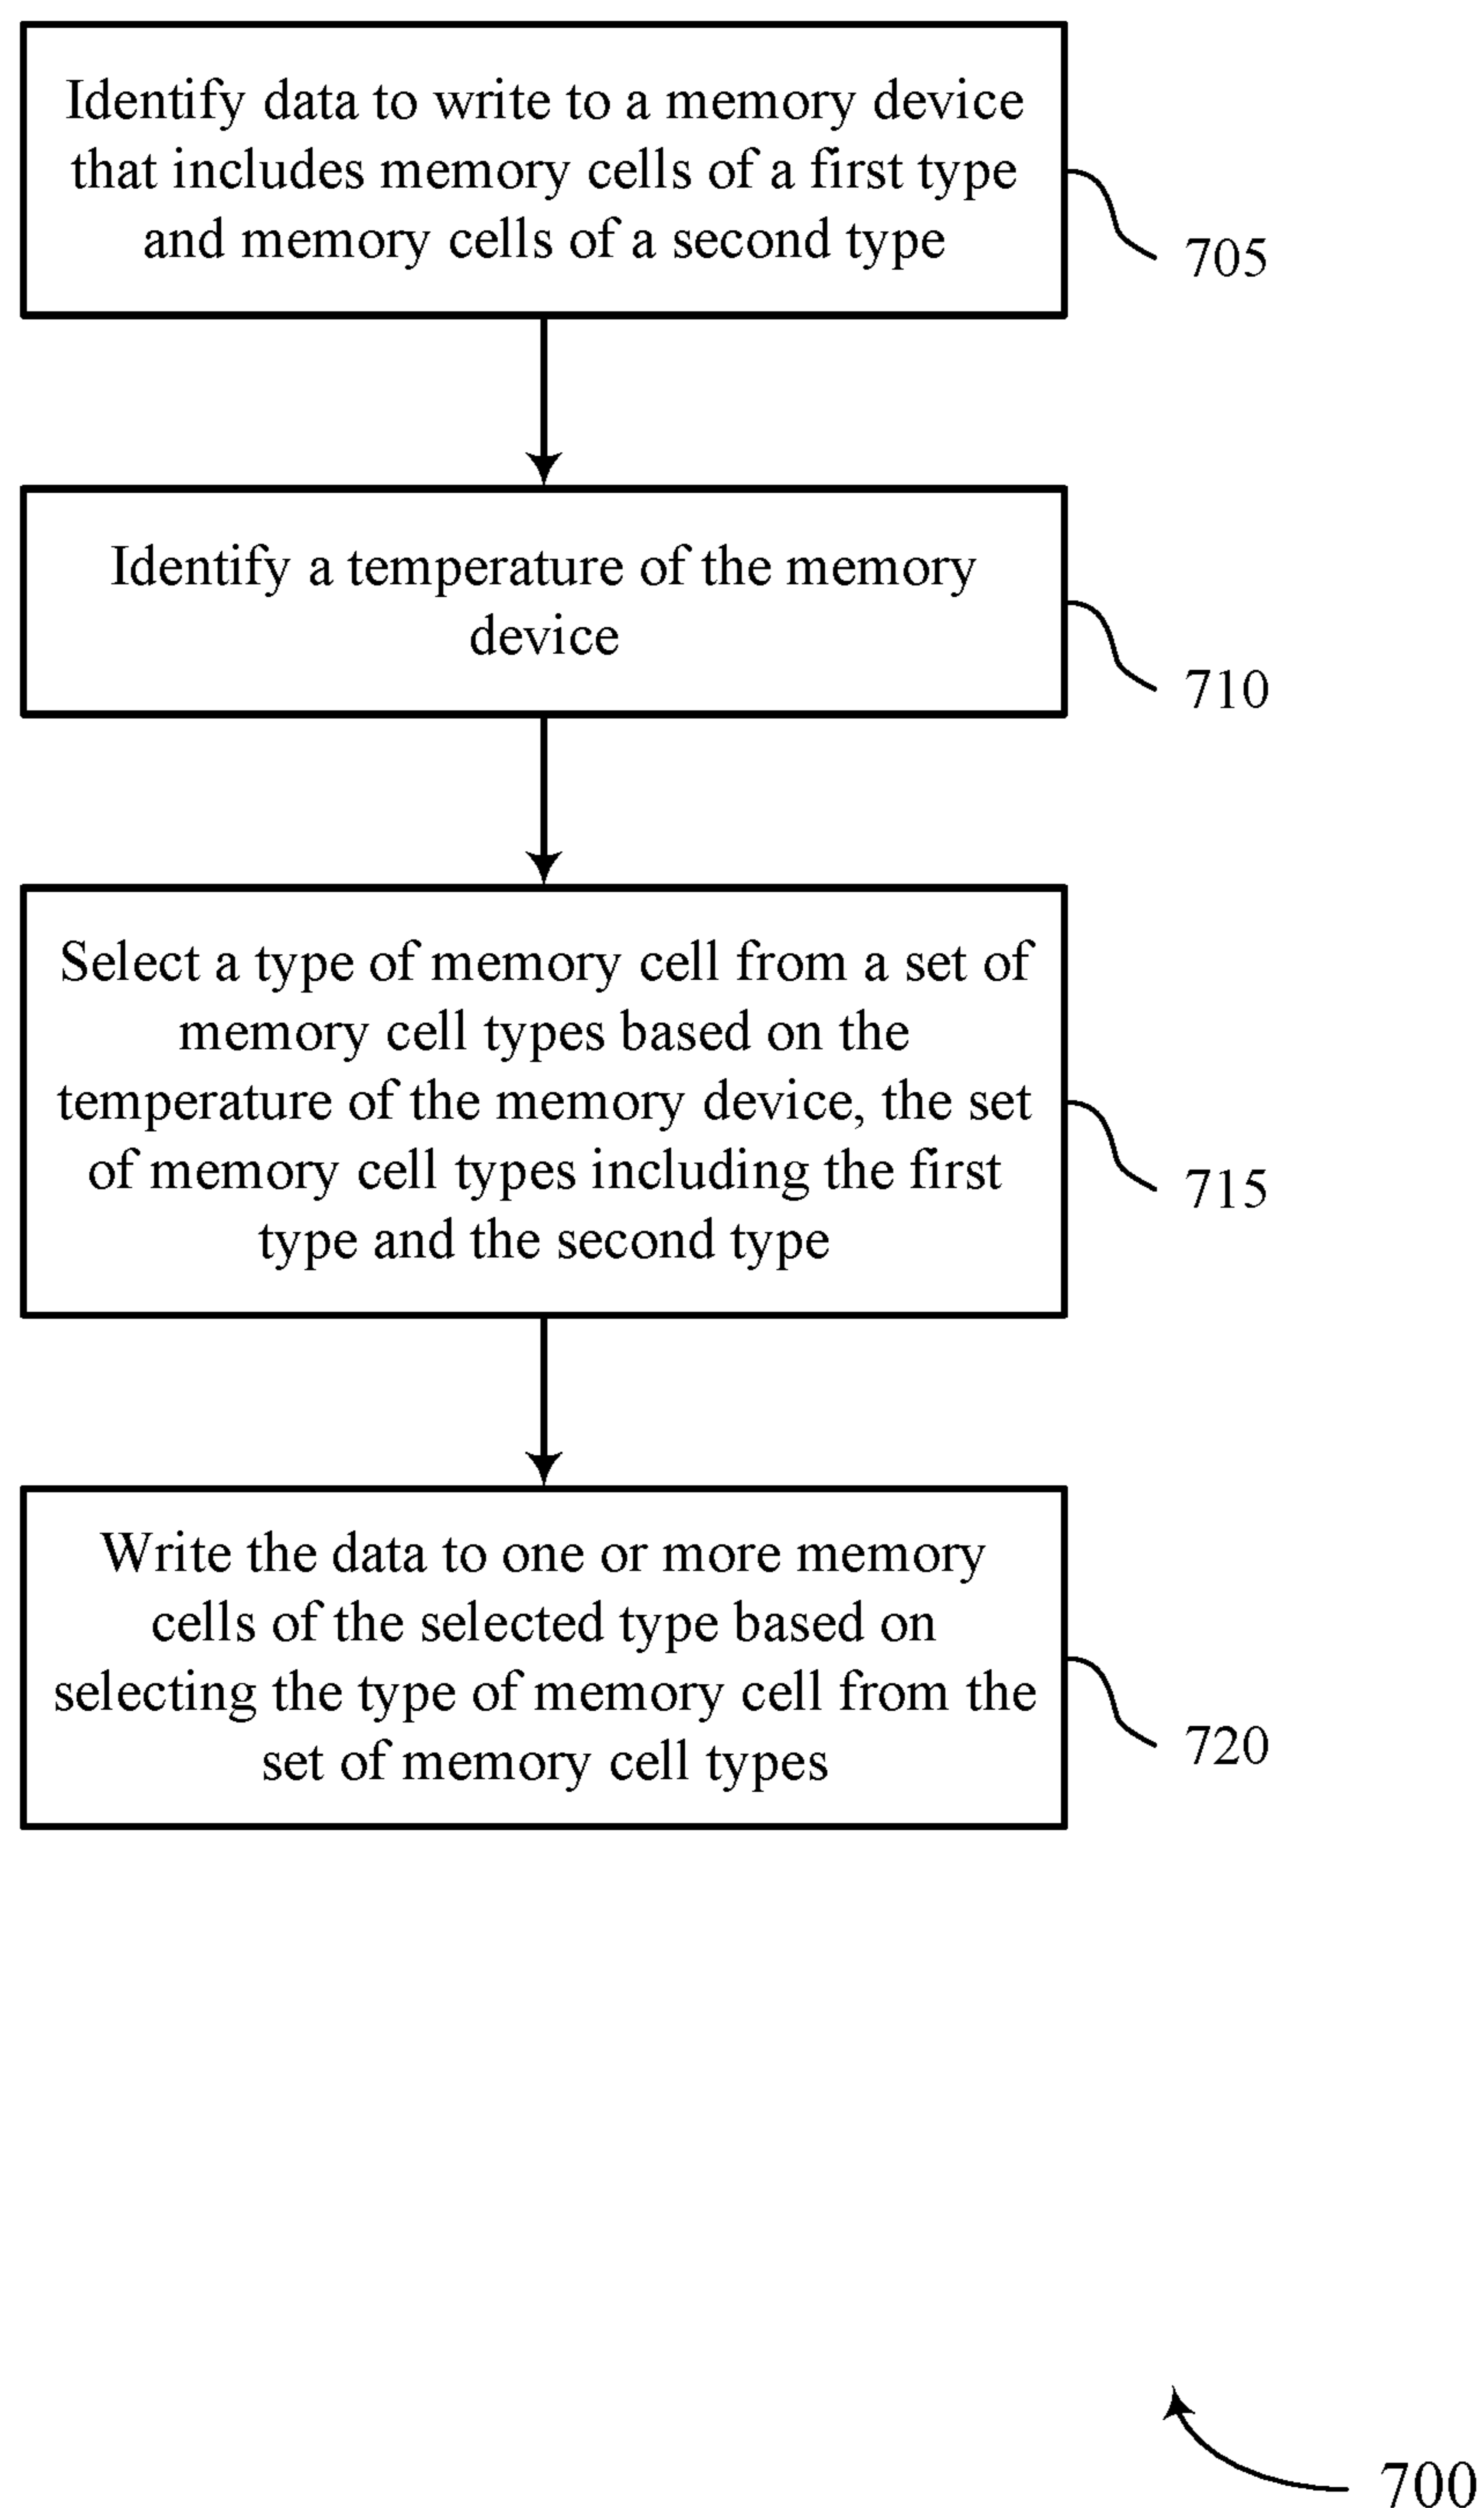 Identify data to write to a memory device
that includes memory cells of a first type
and memory cells of a second type
705
Identify a temperature of the memory
device
710
Select a type of memory cell from a set of
memory cell types based on the
temperature of the memory device, the set
of memory cell types including the first
type and the second type
715
Write the data to one or more memory
cells of the selected type based on
selecting the type of memory cell from the
set of memory cell types
720
700